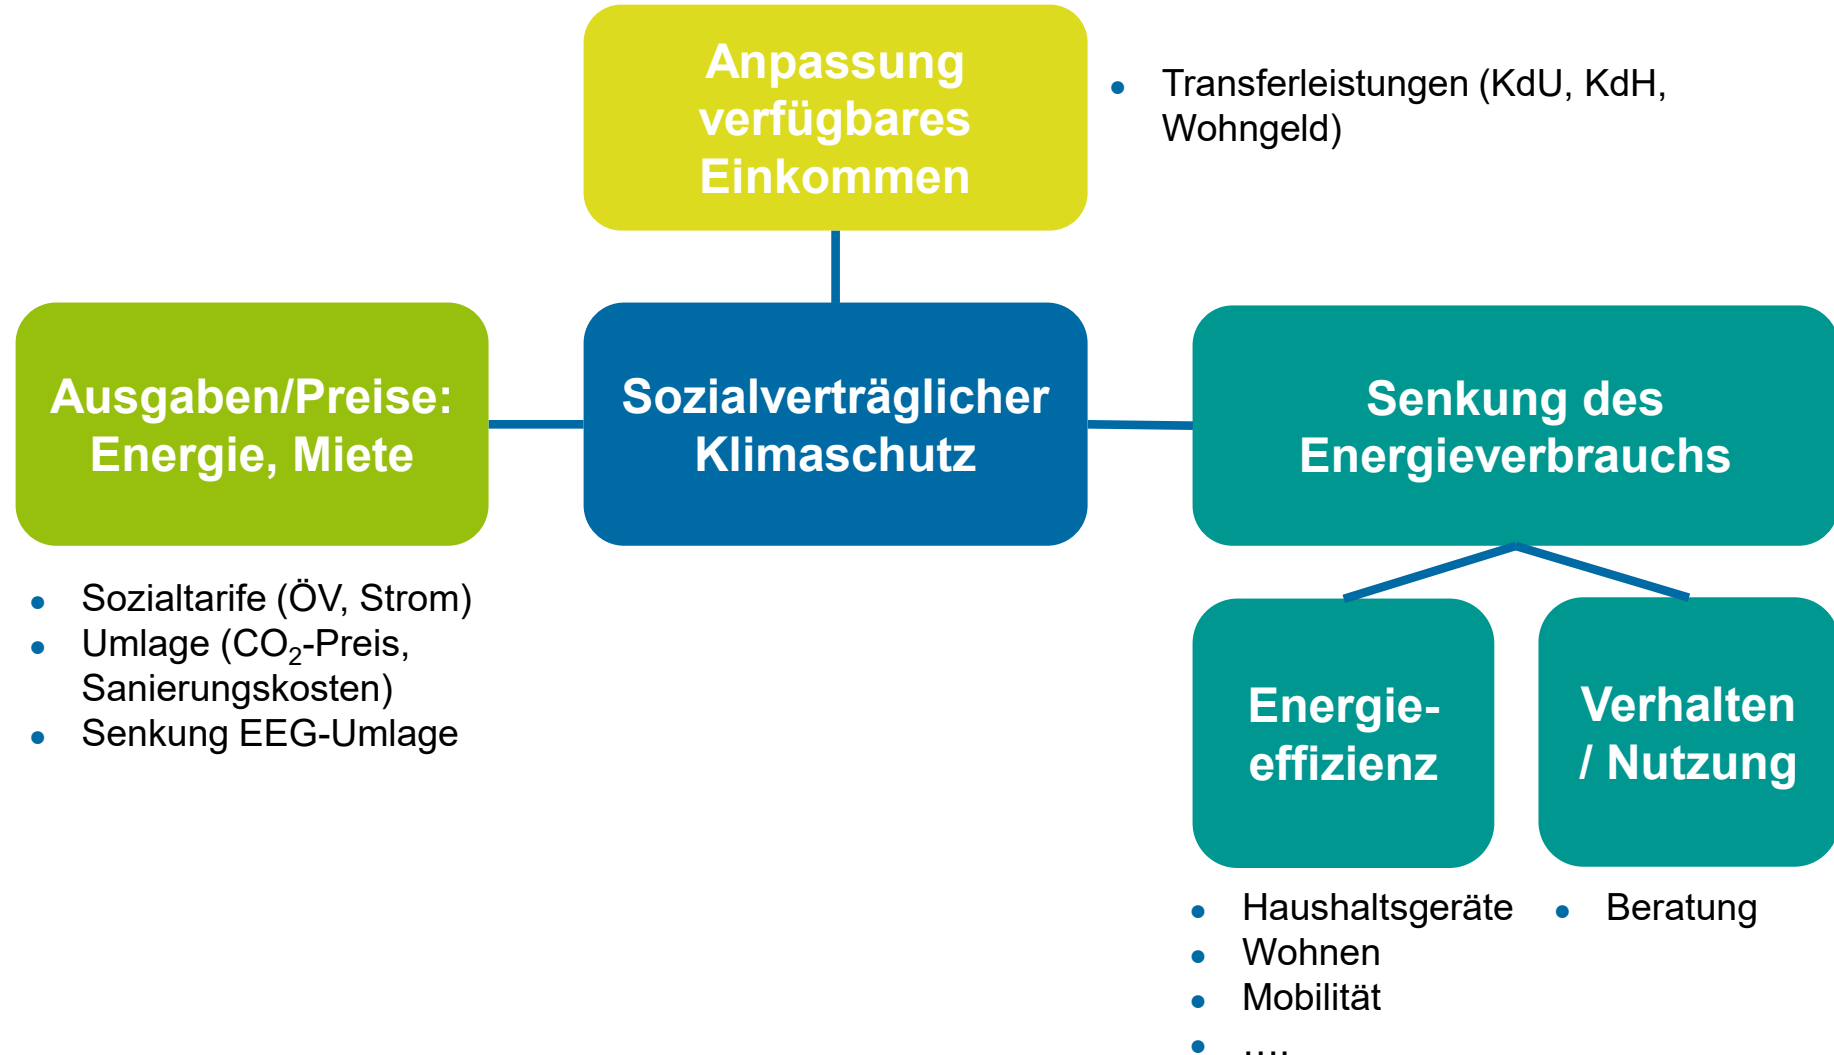 Anpassung
verfügbares
Einkommen
• Transferleistungen (KdU, KdH,
Wohngeld)
Ausgaben/Preise:
Energie, Miete
Sozialverträglicher
Klimaschutz
Senkung des
Energieverbrauchs
• Sozialtarife (ÖV, Strom)
• Umlage (CO₂-Preis,
Sanierungskosten)
• Senkung EEG-Umlage
Energie-
effizienz
Verhalten
/ Nutzung
• Haushaltsgeräte
• Wohnen
• Mobilität
• ....
• Beratung